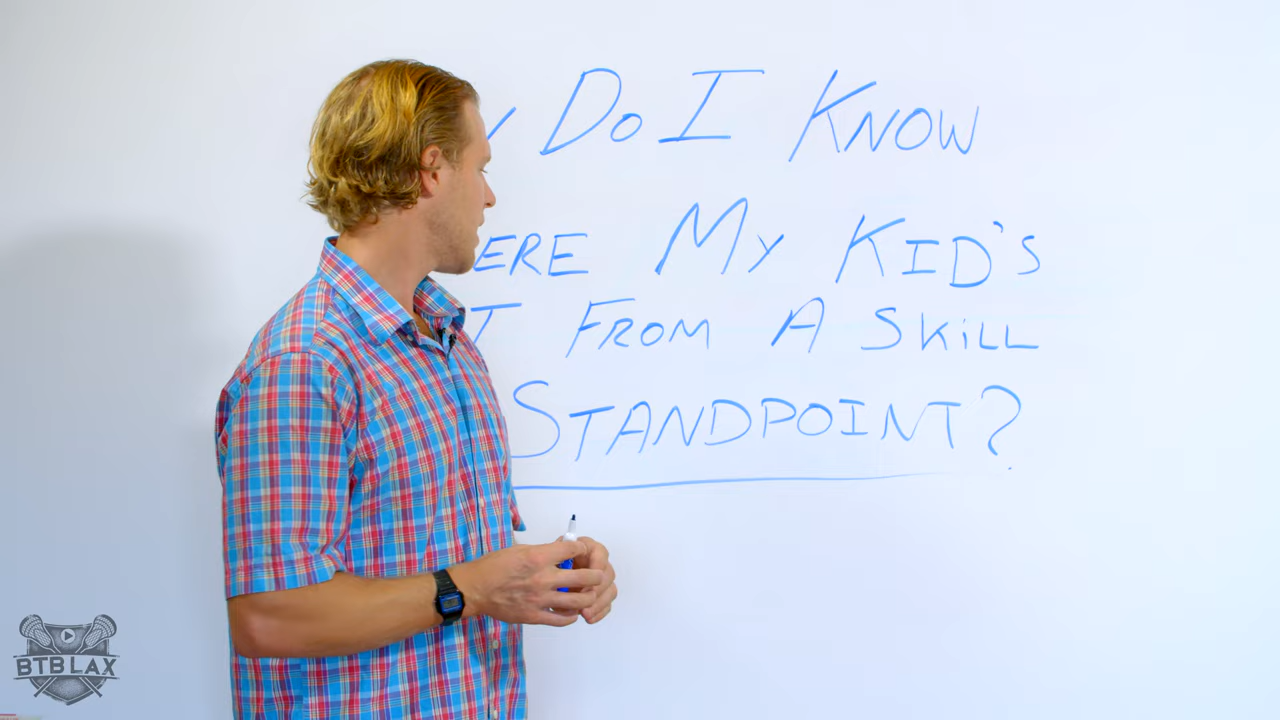 Do I Know
ERE My Kid's
From A Skill
Standpoint?
BTB LAX